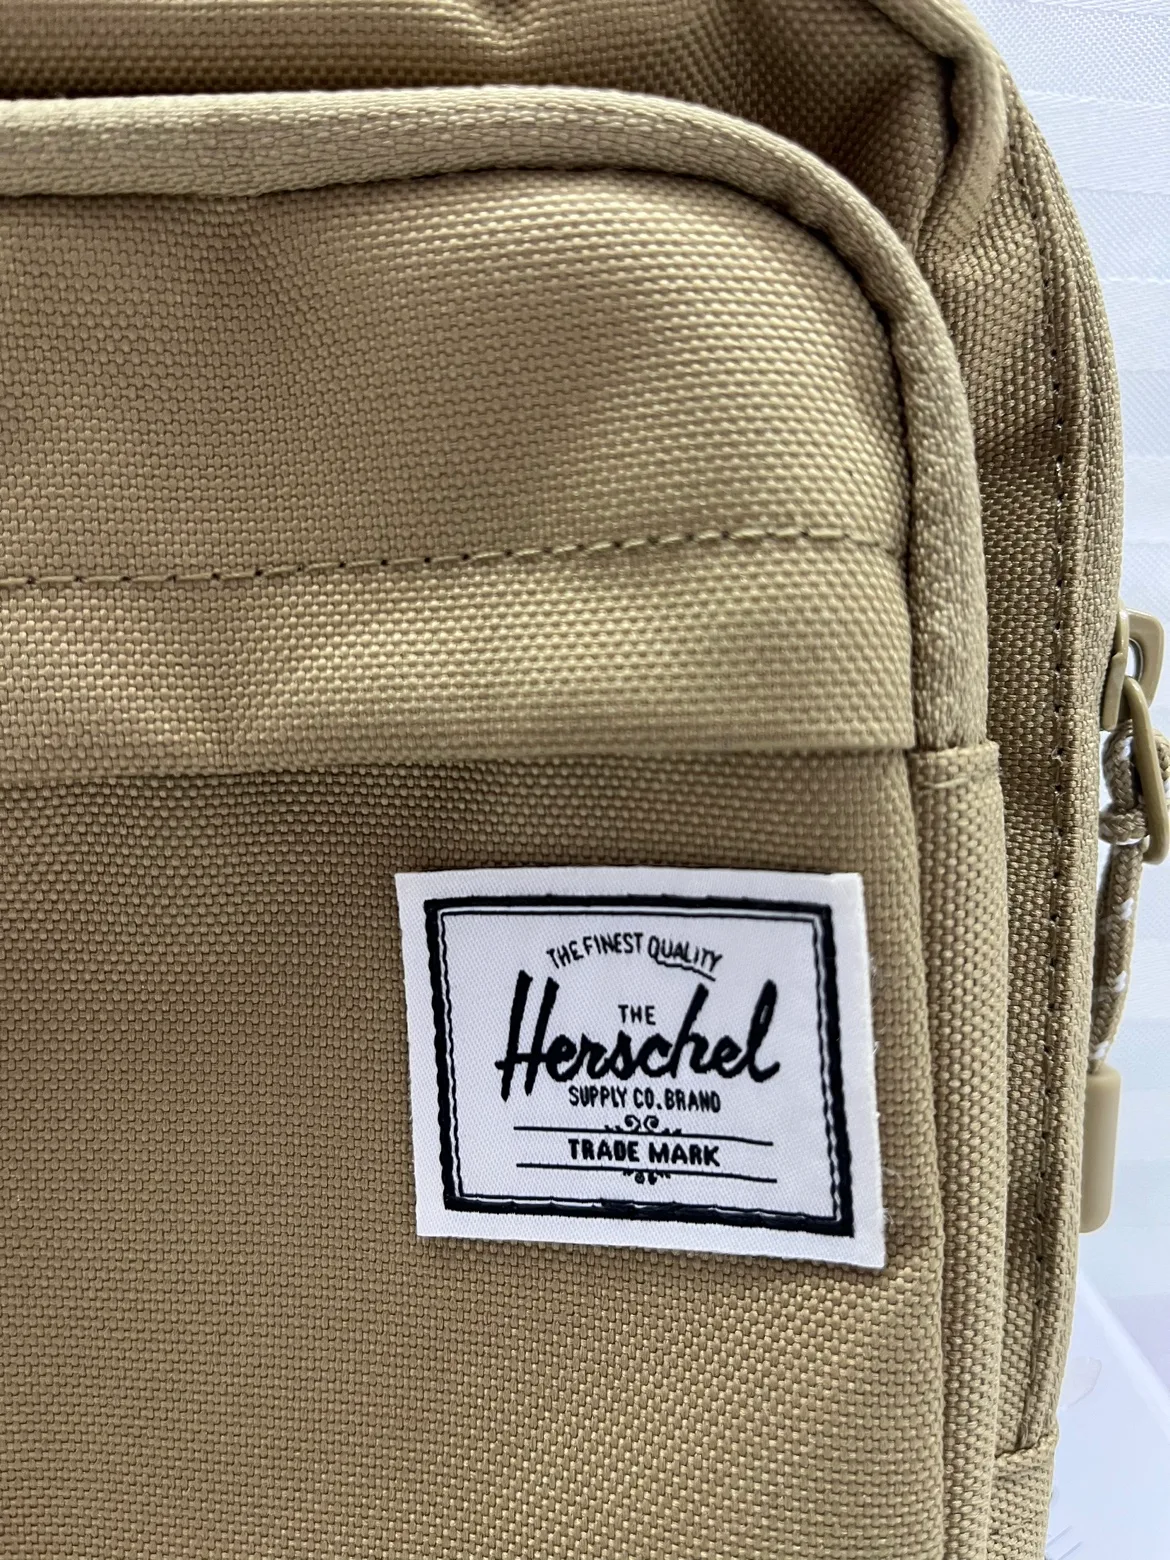 THE FINEST QUALITY
THE
Herschel
SUPPLY CO. BRAND
TRADE MARK